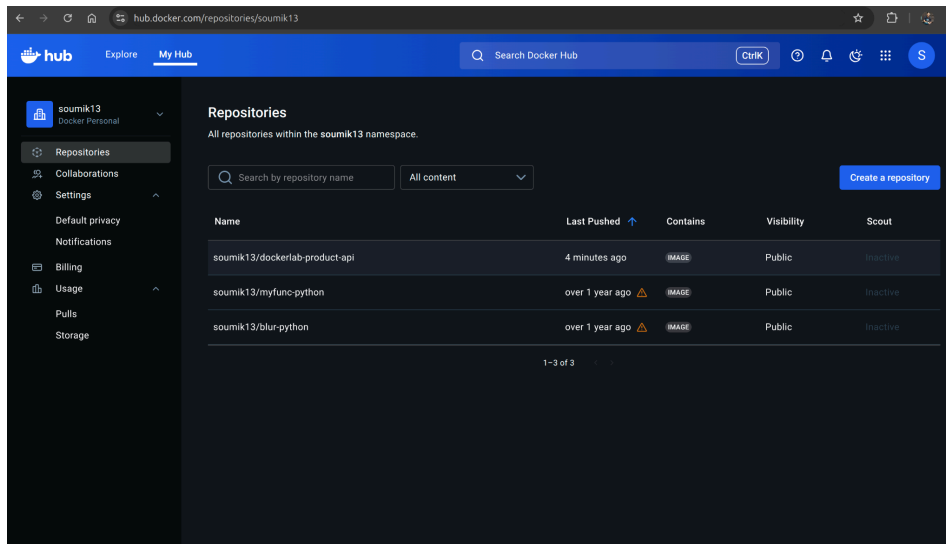 hub.docker.com/repositories/soumik13
hub Explore My Hub Search Docker Hub CtrlK S
soumik13
Docker Personal
Repositories
Collaborations
Settings
Default privacy
Notifications
Billing
Usage
Pulls
Storage
Repositories
All repositories within the soumik13 namespace.
Search by repository name All content Create a repository
Name Last Pushed Contains Visibility Scout
soumik13/dockerlab-product-api 4 minutes ago IMAGE Public Inactive
soumik13/myfunc-python over 1 year ago IMAGE Public Inactive
soumik13/blur-python over 1 year ago IMAGE Public Inactive
1–3 of 3